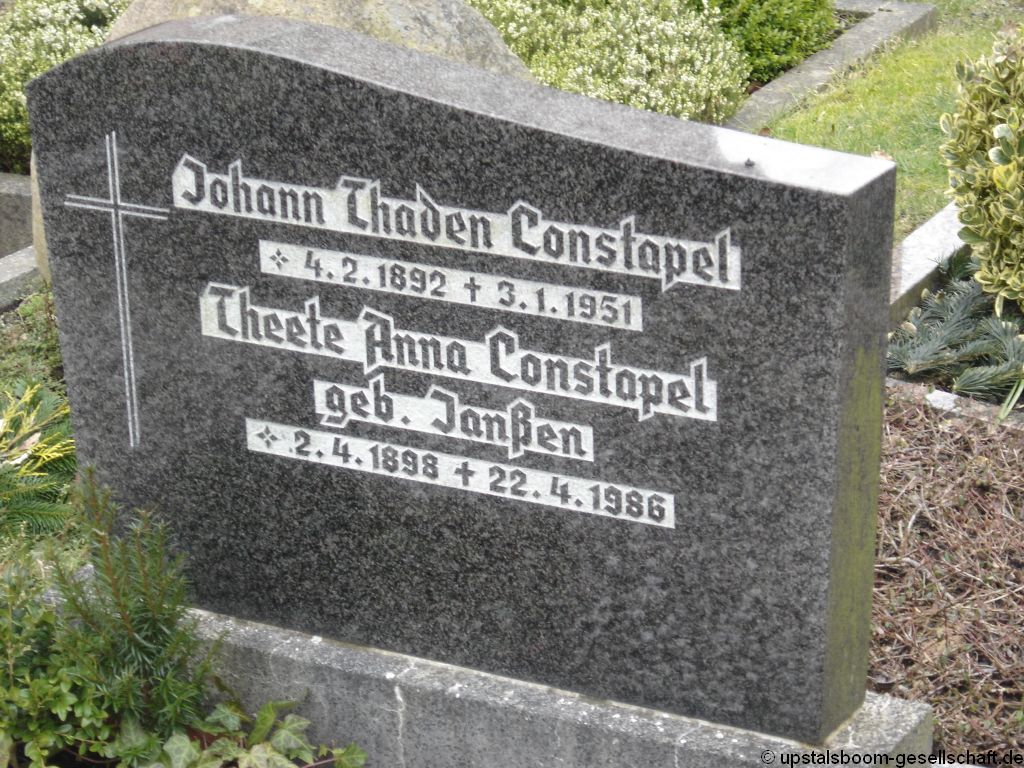 Johann Thaden Constapel
4.2.1892 † 3.1.1951
Theete Anna Constapel
geb. Janßen
2.4.1898 † 22.4.1986
© upstalsboom-gesellschaft.de